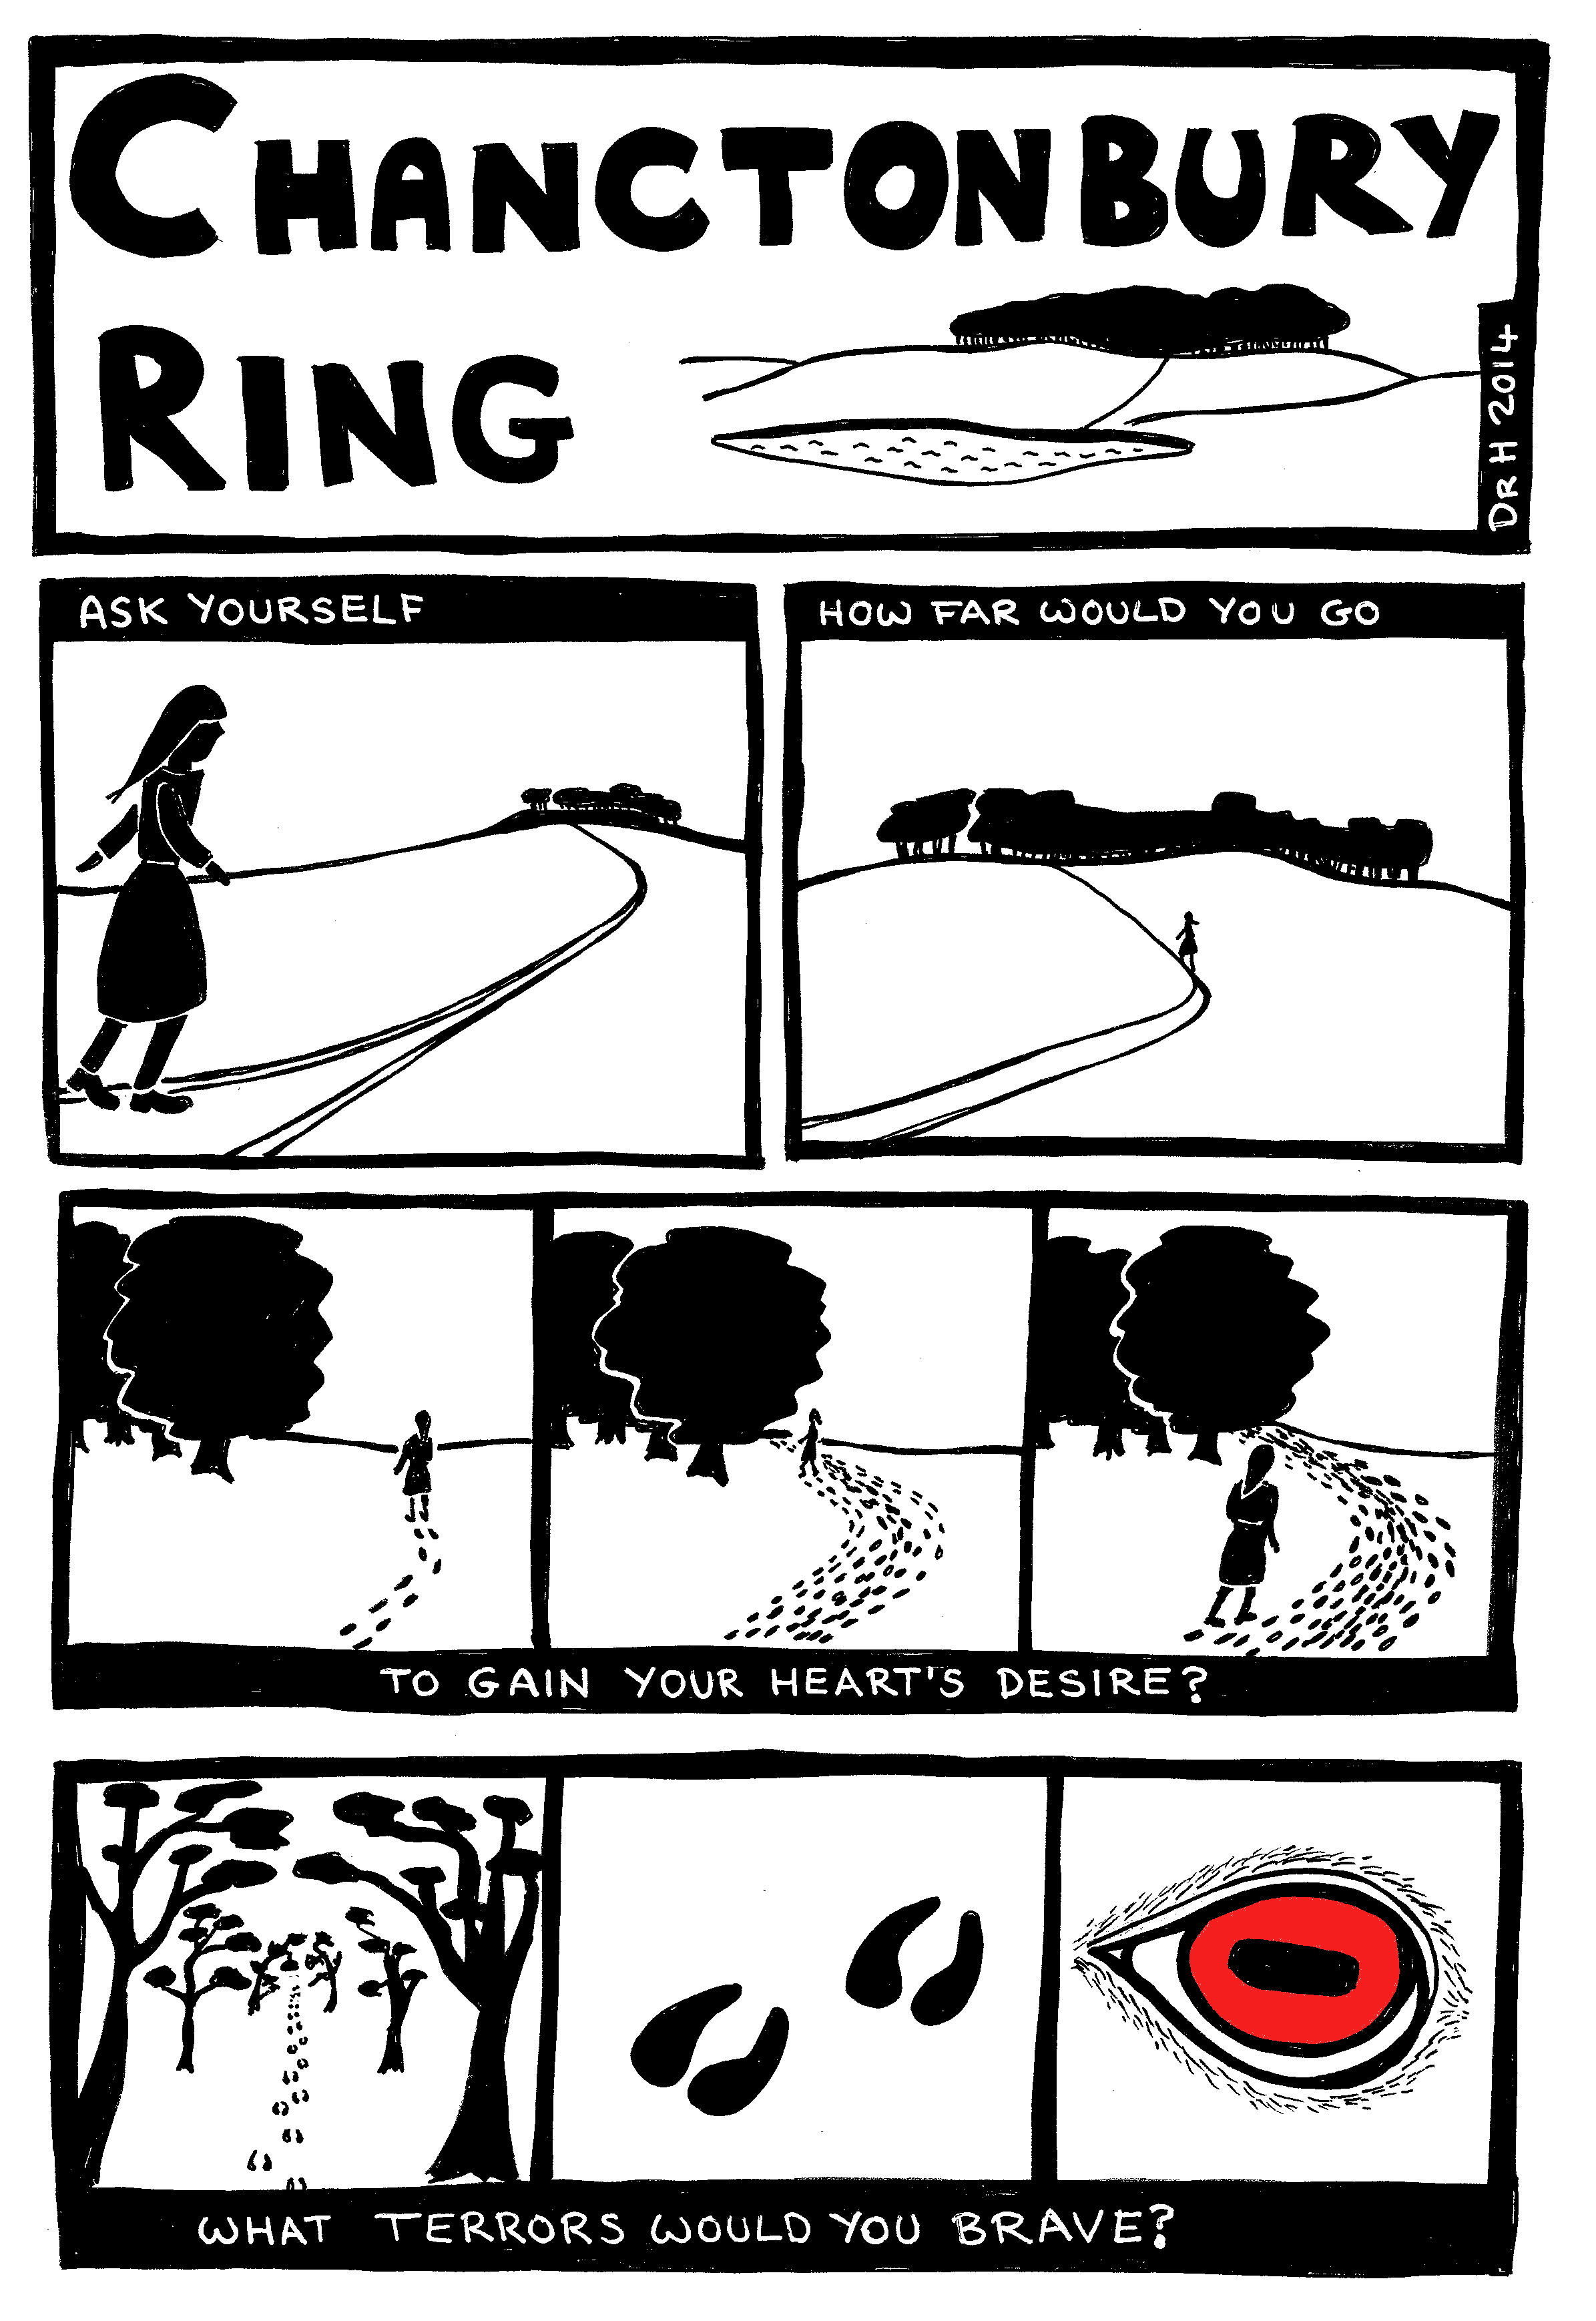 CHANCTONBURY
RING
DR H 2014
ASK YOURSELF
HOW FAR WOULD YOU GO
TO GAIN YOUR HEART'S DESIRE?
WHAT TERRORS WOULD YOU BRAVE?